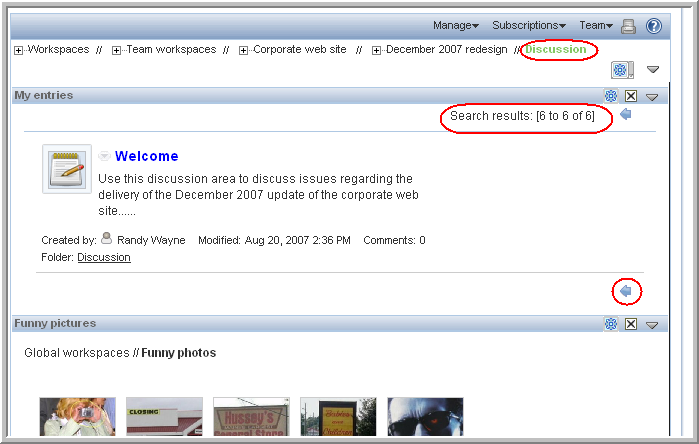 Manage Subscriptions Team
Workspaces // Team workspaces // Corporate web site // December 2007 redesign // Discussion
My entries
Search results: [6 to 6 of 6]
Welcome
Use this discussion area to discuss issues regarding the
delivery of the December 2007 update of the corporate web
site......
Created by: Randy Wayne Modified: Aug 20, 2007 2:36 PM Comments: 0
Folder: Discussion
Funny pictures
Global workspaces // Funny photos
CLOSING
Hussey's
General Store